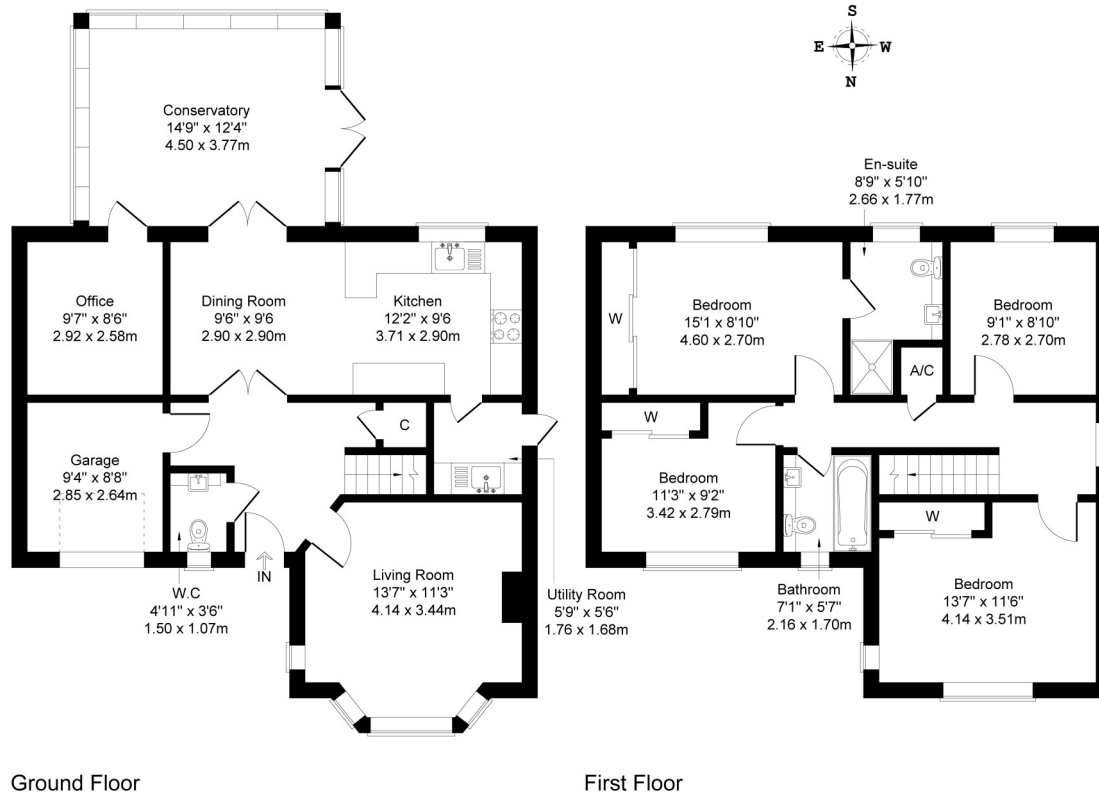 S
E W
N
Conservatory
14'9" x 12'4"
4.50 x 3.77m
Office
9'7" x 8'6"
2.92 x 2.58m
Dining Room
9'6" x 9'6
2.90 x 2.90m
Kitchen
12'2" x 9'6
3.71 x 2.90m
Garage
9'4" x 8'8"
2.85 x 2.64m
C
IN
W.C
4'11" x 3'6"
1.50 x 1.07m
Living Room
13'7" x 11'3"
4.14 x 3.44m
Utility Room
5'9" x 5'6"
1.76 x 1.68m
Ground Floor
En-suite
8'9" x 5'10"
2.66 x 1.77m
W
Bedroom
15'1 x 8'10"
4.60 x 2.70m
Bedroom
9'1" x 8'10"
2.78 x 2.70m
A/C
W
Bedroom
11'3" x 9'2"
3.42 x 2.79m
W
Bathroom
7'1" x 5'7"
2.16 x 1.70m
Bedroom
13'7" x 11'6"
4.14 x 3.51m
First Floor